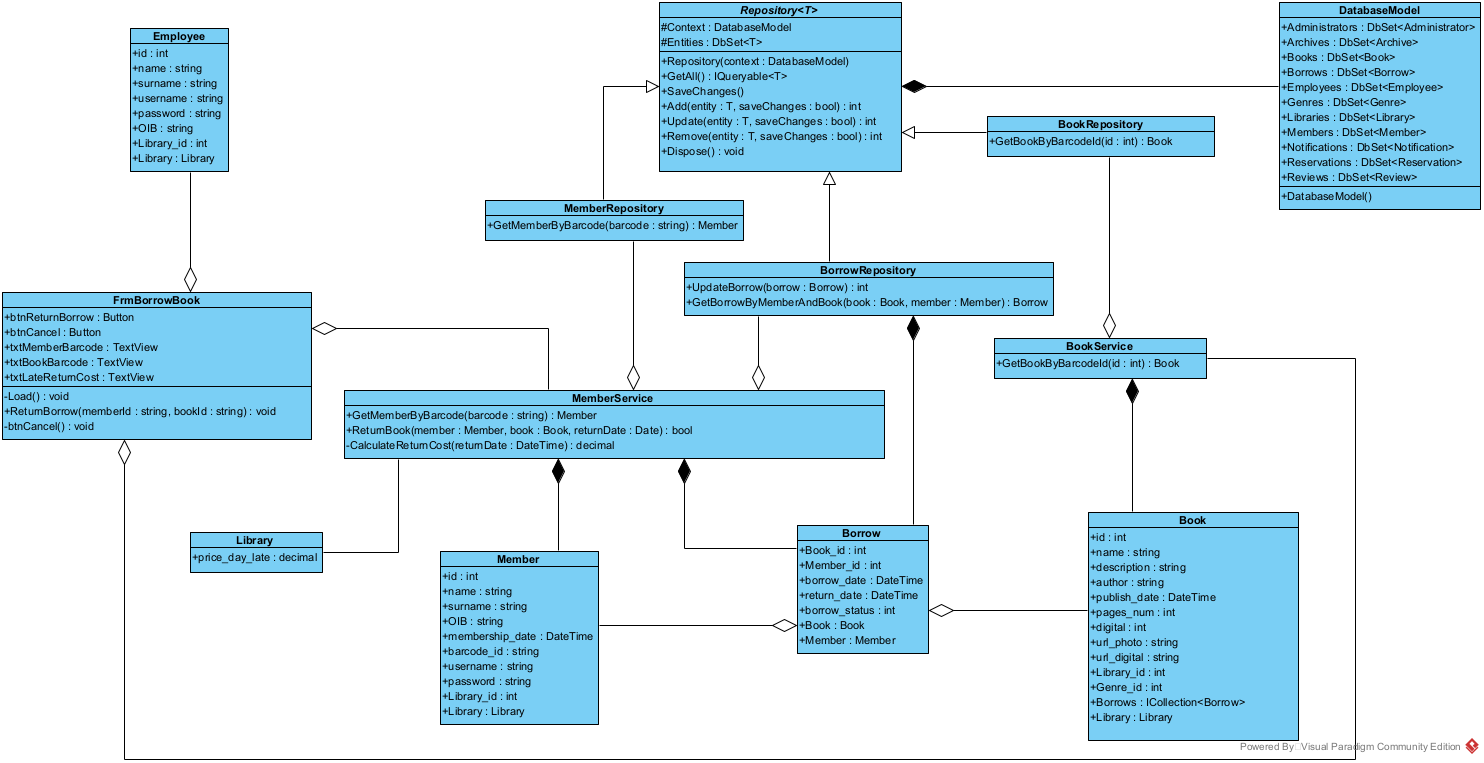 Employee
+id : int
+name : string
+surname : string
+username : string
+password : string
+OIB : string
+Library_id : int
+Library : Library
Repository<T>
#Context : DatabaseModel
#Entities : DbSet<T>
+Repository(context : DatabaseModel)
+GetAll() : IQueryable<T>
+SaveChanges()
+Add(entity : T, saveChanges : bool) : int
+Update(entity : T, saveChanges : bool) : int
+Remove(entity : T, saveChanges : bool) : int
+Dispose() : void
DatabaseModel
+Administrators : DbSet<Administrator>
+Archives : DbSet<Archive>
+Books : DbSet<Book>
+Borrows : DbSet<Borrow>
+Employees : DbSet<Employee>
+Genres : DbSet<Genre>
+Libraries : DbSet<Library>
+Members : DbSet<Member>
+Notifications : DbSet<Notification>
+Reservations : DbSet<Reservation>
+Reviews : DbSet<Review>
+DatabaseModel()
BookRepository
+GetBookByBarcodeId(id : int) : Book
MemberRepository
+GetMemberByBarcode(barcode : string) : Member
BorrowRepository
+UpdateBorrow(borrow : Borrow) : int
+GetBorrowByMemberAndBook(book : Book, member : Member) : Borrow
FrmBorrowBook
+btnReturnBorrow : Button
+btnCancel : Button
+txtMemberBarcode : TextView
+txtBookBarcode : TextView
+txtLateReturnCost : TextView
-Load() : void
+ReturnBorrow(memberId : string, bookId : string) : void
-btnCancel() : void
BookService
+GetBookByBarcodeId(id : int) : Book
MemberService
+GetMemberByBarcode(barcode : string) : Member
+ReturnBook(member : Member, book : Book, returnDate : Date) : bool
-CalculateReturnCost(returnDate : DateTime) : decimal
Library
+price_day_late : decimal
Member
+id : int
+name : string
+surname : string
+OIB : string
+membership_date : DateTime
+barcode_id : string
+username : string
+password : string
+Library_id : int
+Library : Library
Borrow
+Book_id : int
+Member_id : int
+borrow_date : DateTime
+return_date : DateTime
+borrow_status : int
+Book : Book
+Member : Member
Book
+id : int
+name : string
+description : string
+author : string
+publish_date : DateTime
+pages_num : int
+digital : int
+url_photo : string
+url_digital : string
+Library_id : int
+Genre_id : int
+Borrows : ICollection<Borrow>
+Library : Library
Powered By Visual Paradigm Community Edition